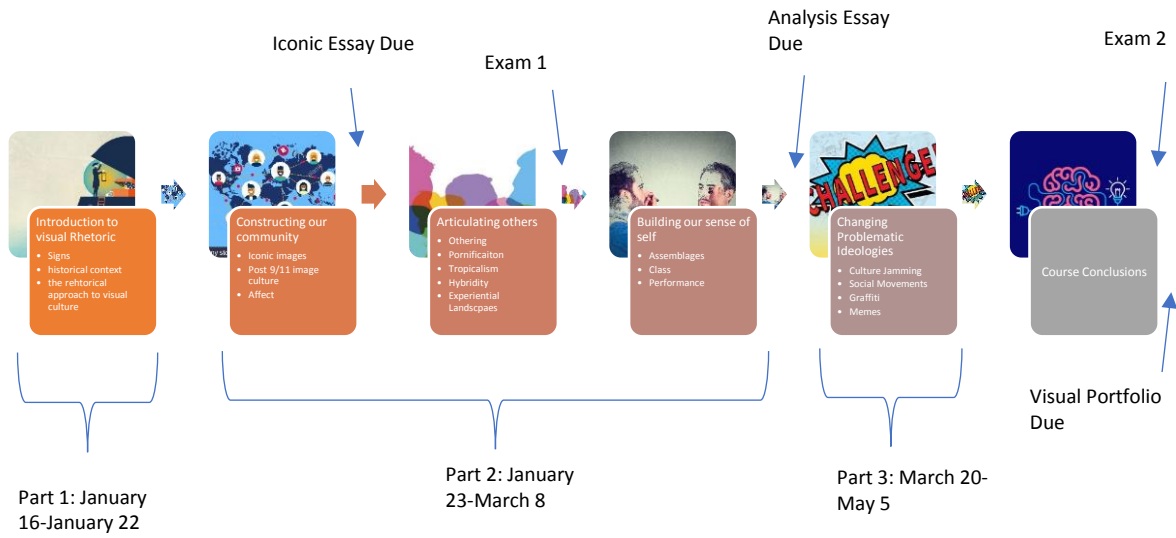 Iconic Essay Due
Exam 1
Analysis Essay
Due
Exam 2
CHALLENGE!
Introduction to
visual Rhetoric
• Signs
• historical context
• the rehtorical
approach to visual
culture
Constructing our
community
• Iconic images
• Post 9/11 image
culture
• Affect
Articulating others
• Othering
• Pornificaiton
• Tropicalism
• Hybridity
• Experiential
Landscpaes
Building our sense of
self
• Assemblages
• Class
• Performance
Changing
Problematic
Ideologies
• Culture Jamming
• Social Movements
• Graffiti
• Memes
Course Conclusions
Visual Portfolio
Due
Part 1: January
16-January 22
Part 2: January
23-March 8
Part 3: March 20-
May 5